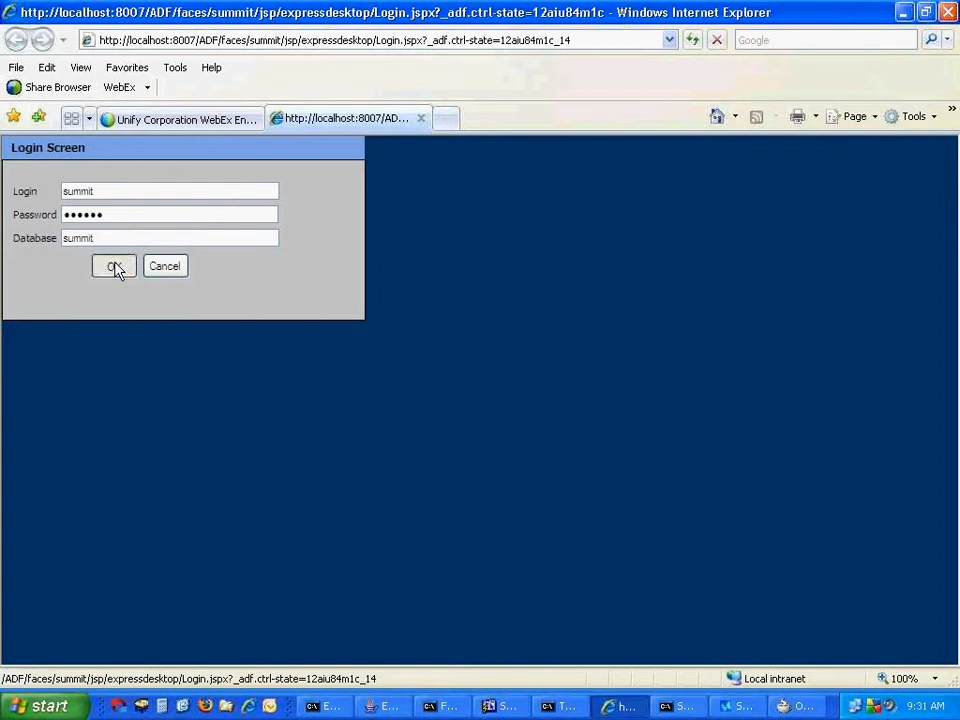 http://localhost:8007/ADF/faces/summit/jsp/expressdesktop/Login.jspx?_adf.ctrl-state=12aiu84m1c - Windows Internet Explorer
http://localhost:8007/ADF/faces/summit/jsp/expressdesktop/Login.jspx?_adf.ctrl-state=12aiu84m1c_14
Google
File Edit View Favorites Tools Help
Share Browser WebEx
Unify Corporation WebEx En... http://localhost:8007/AD... Page Tools
Login Screen
Login summit
Password ••••••
Database summit
Cancel
/ADF/faces/summit/jsp/expressdesktop/Login.jspx?_adf.ctrl-state=12aiu84m1c_14 Local intranet 100%
start E... E... F... S... T... h... S... S... O... 9:31 AM